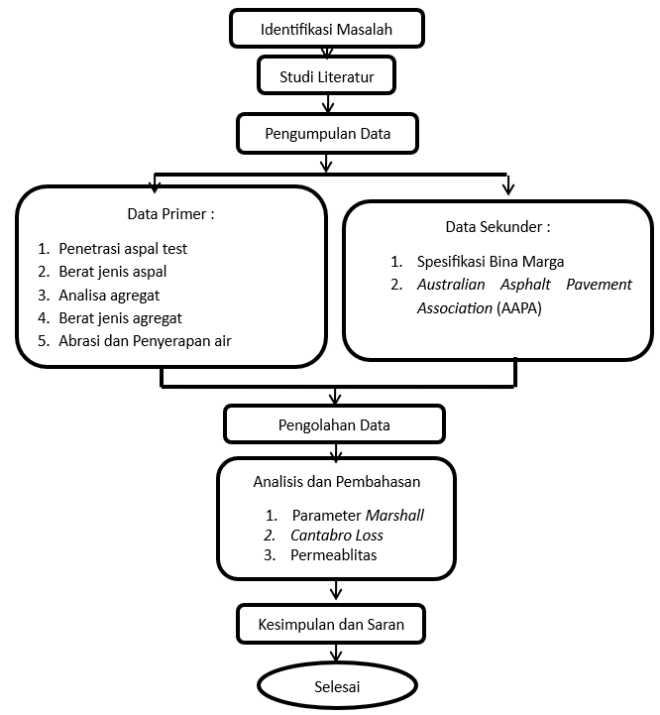 Identifikasi Masalah
Studi Literatur
Pengumpulan Data
Data Primer :
1. Penetrasi aspal test
2. Berat jenis aspal
3. Analisa agregat
4. Berat jenis agregat
5. Abrasi dan Penyerapan air
Data Sekunder :
1. Spesifikasi Bina Marga
2. Australian Asphalt Pavement
Association (AAPA)
Pengolahan Data
Analisis dan Pembahasan
1. Parameter Marshall
2. Cantabro Loss
3. Permeablitas
Kesimpulan dan Saran
Selesai